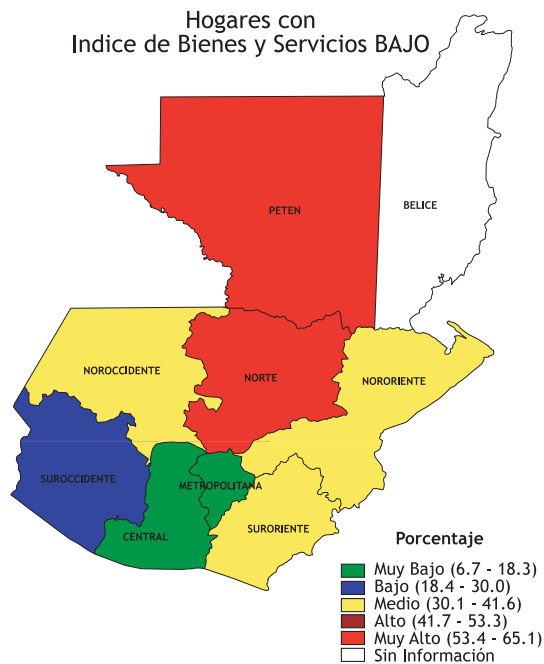 Hogares con
Indice de Bienes y Servicios BAJO
PETEN
BELICE
NOROCCIDENTE
NORTE
NORORIENTE
SUROCCIDENTE
METROPOLITANA
CENTRAL
SURORIENTE
Porcentaje
Muy Bajo (6.7 - 18.3)
Bajo (18.4 - 30.0)
Medio (30.1 - 41.6)
Alto (41.7 - 53.3)
Muy Alto (53.4 - 65.1)
Sin Información